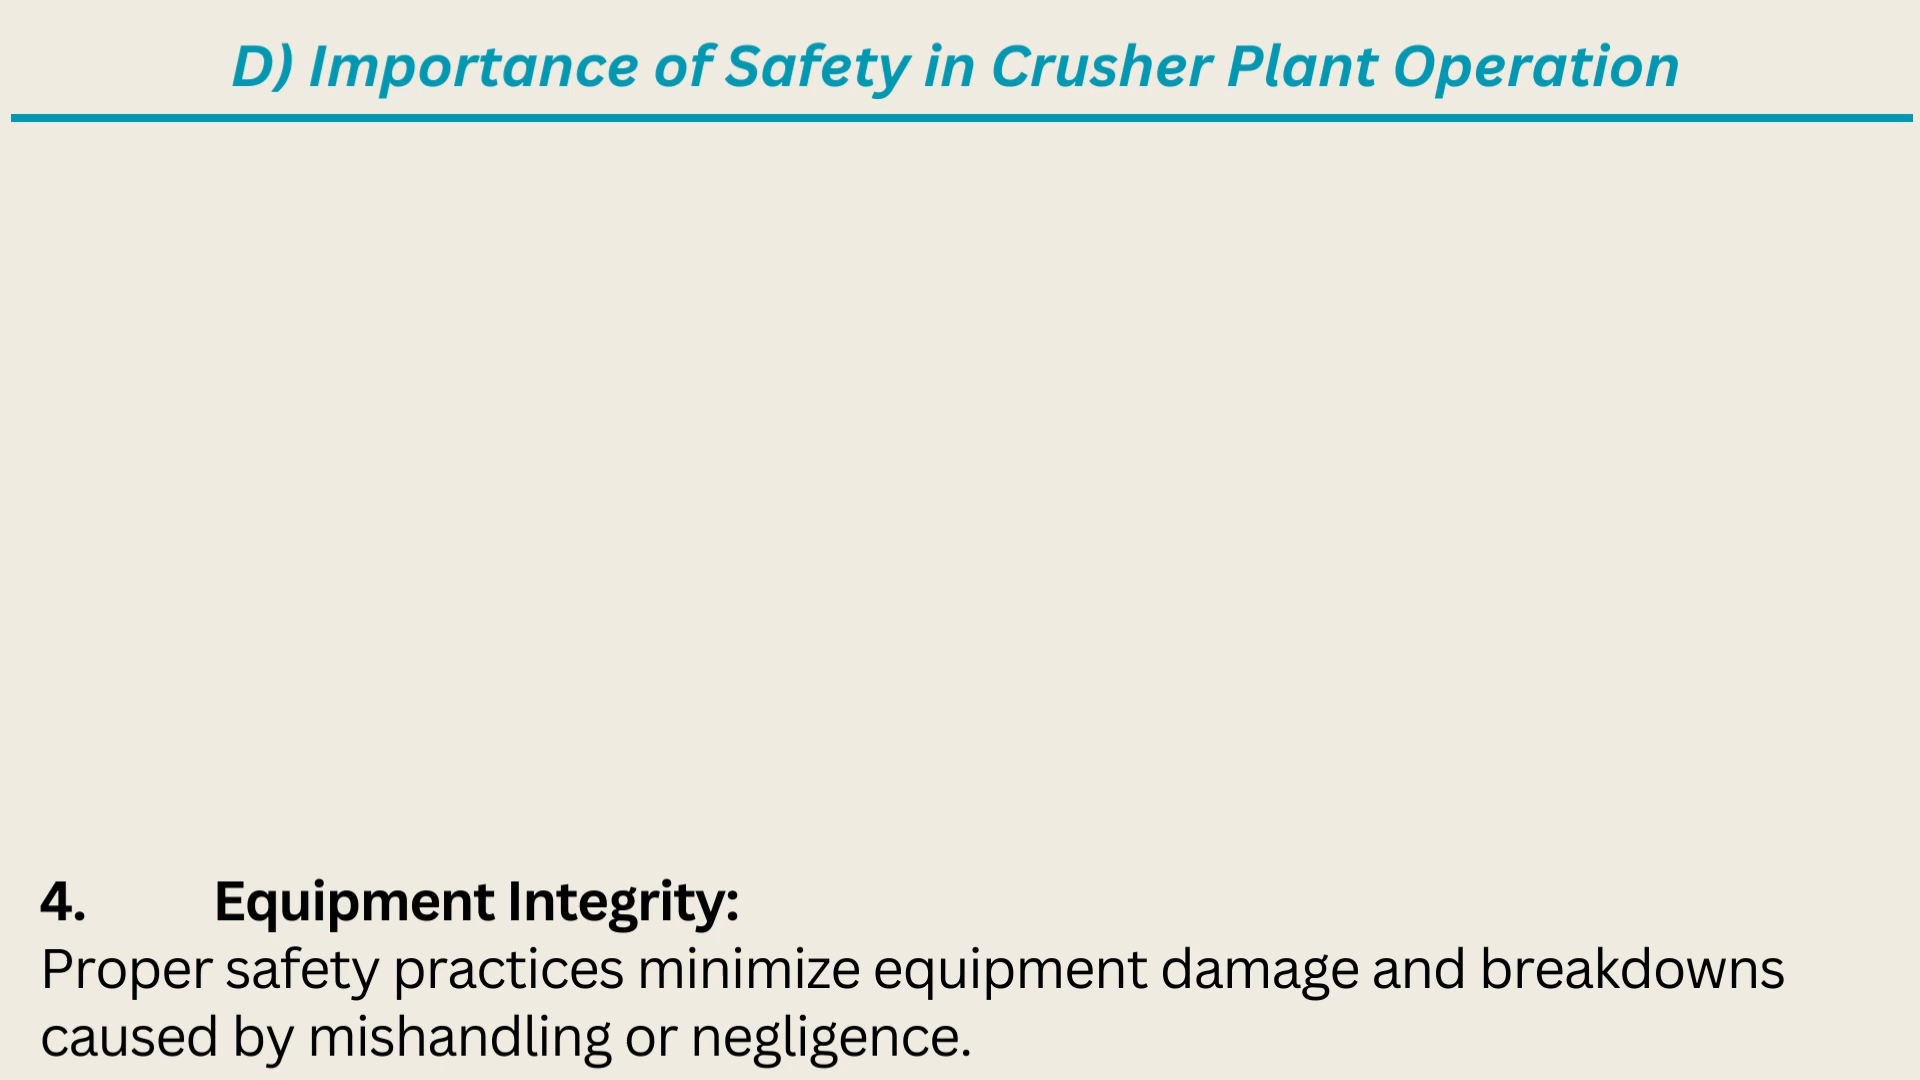 D) Importance of Safety in Crusher Plant Operation
4. Equipment Integrity:
Proper safety practices minimize equipment damage and breakdowns
caused by mishandling or negligence.